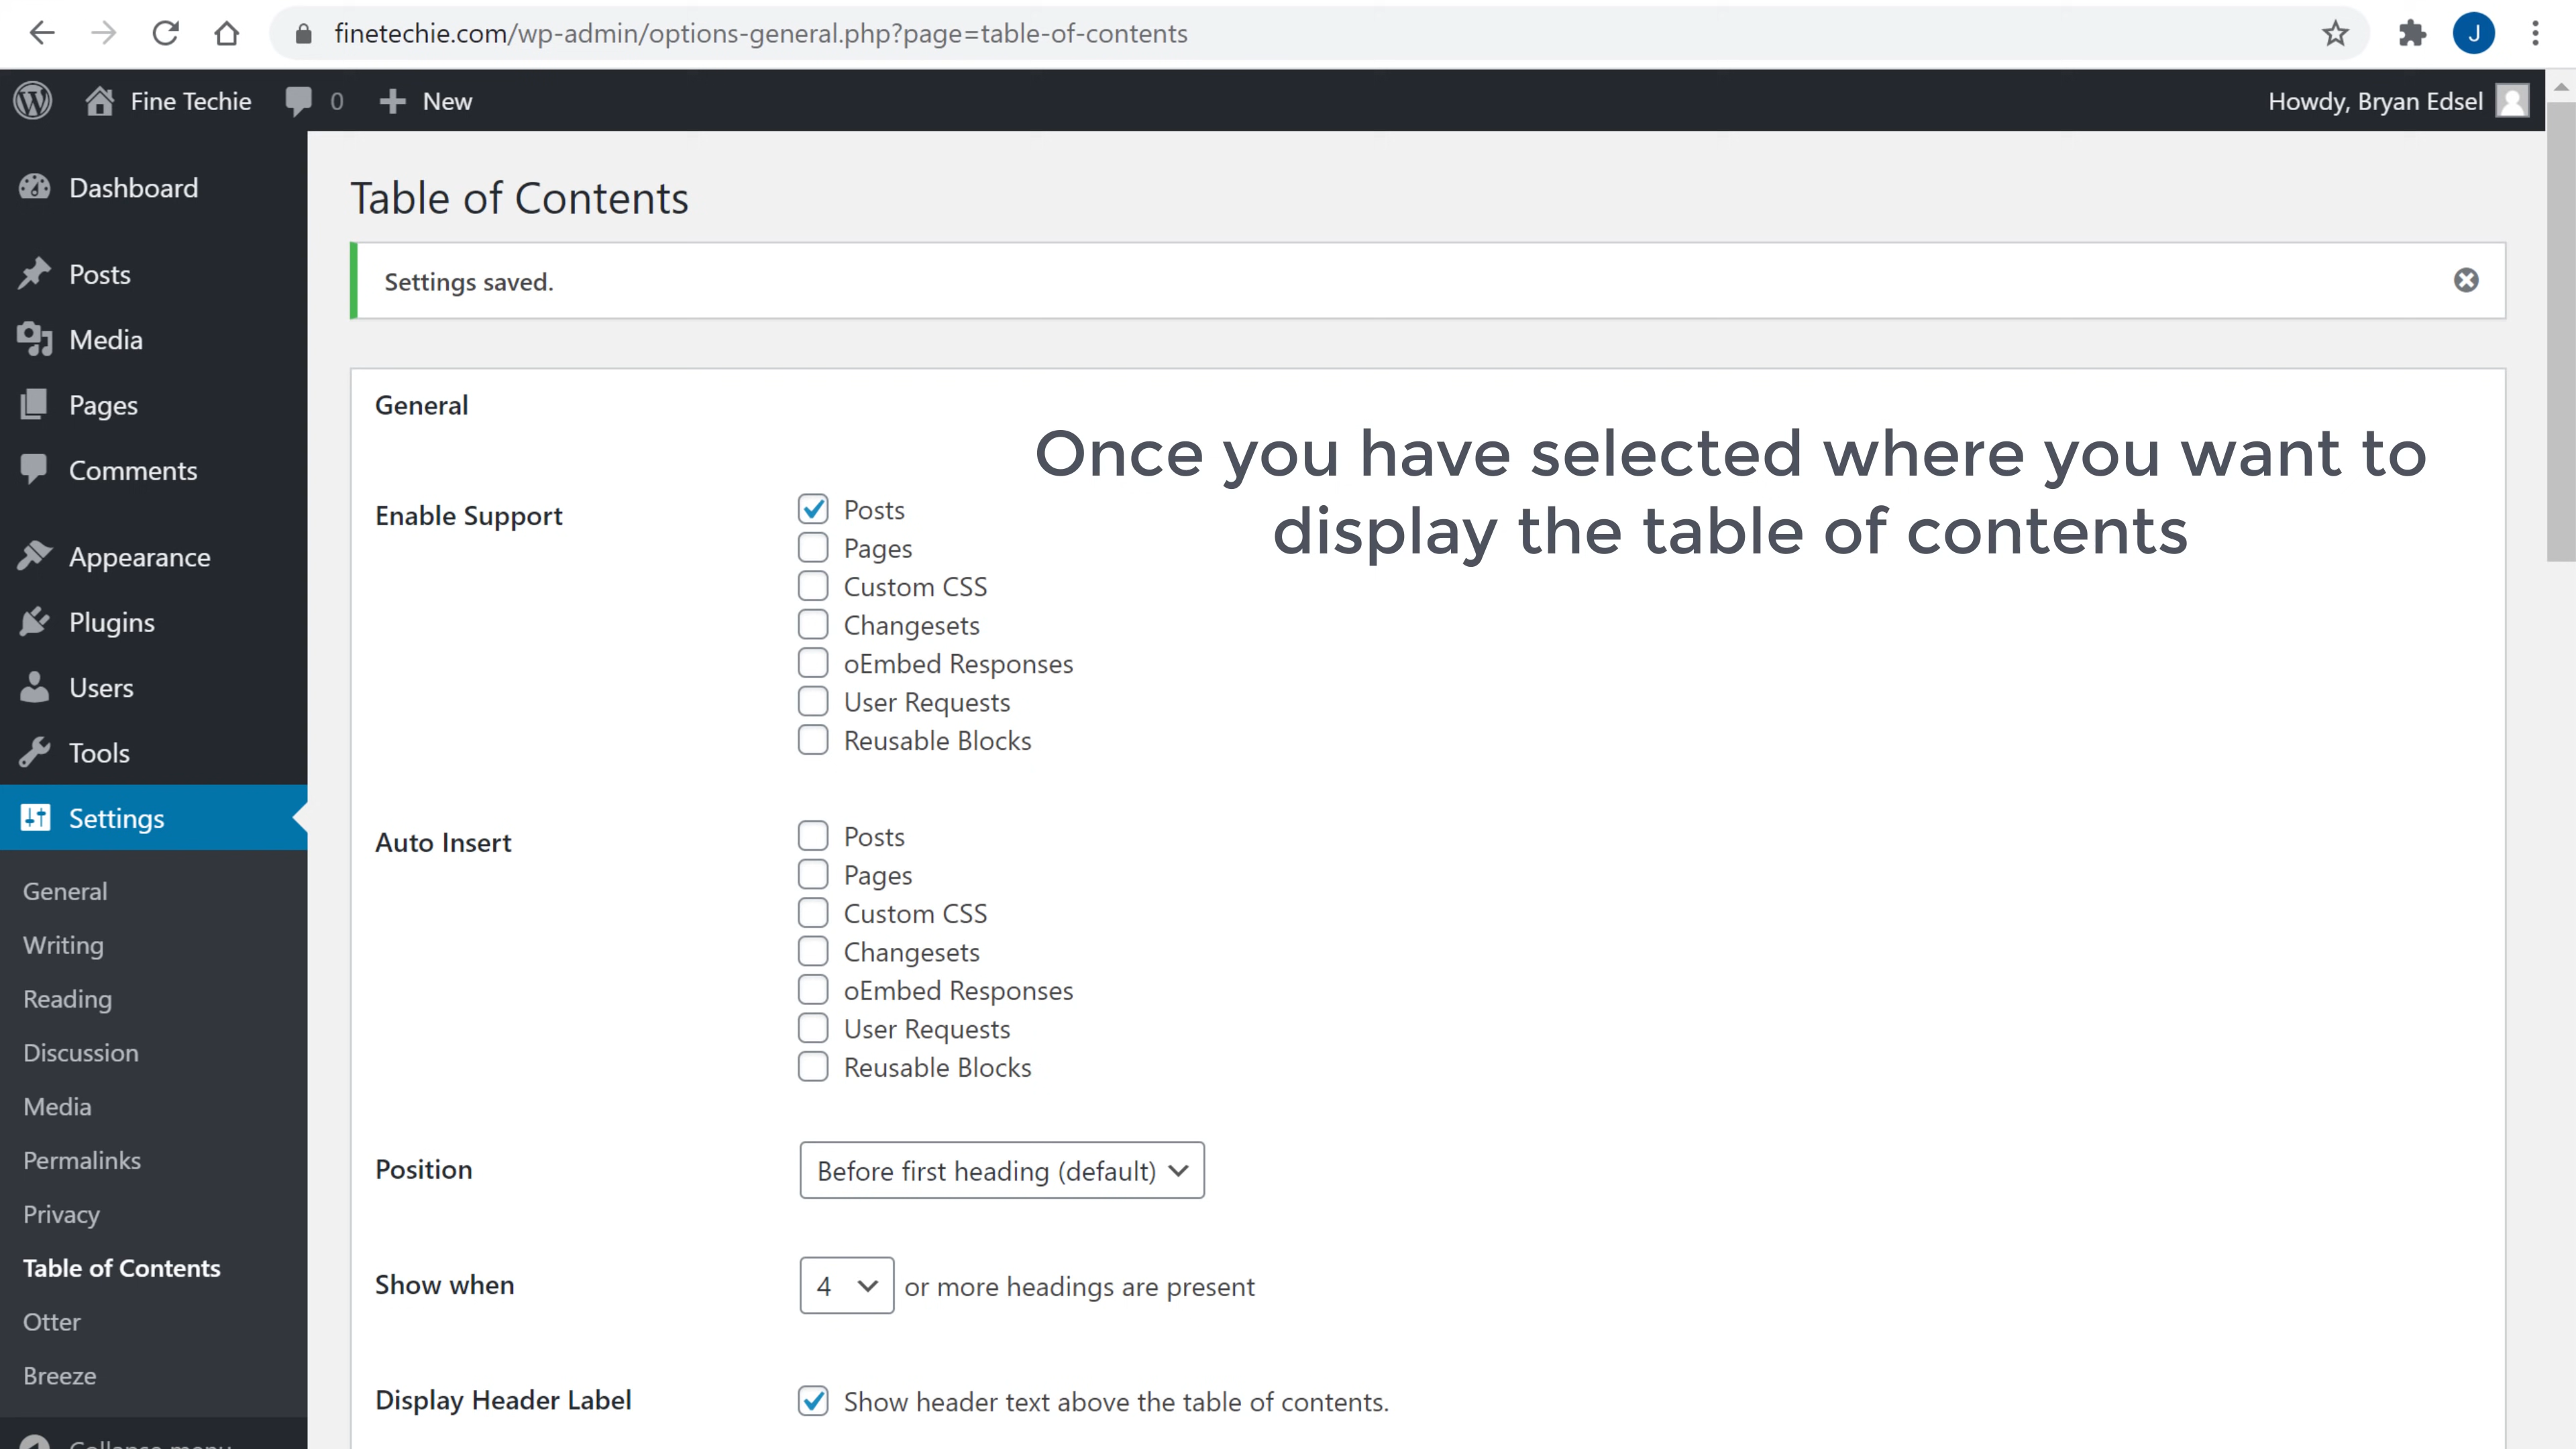 finetechie.com/wp-admin/options-general.php?page=table-of-contents
J
Fine Techie
0
New
Howdy, Bryan Edsel
Dashboard
Posts
Media
Pages
Comments
Appearance
Plugins
Users
Tools
Settings
General
Writing
Reading
Discussion
Media
Permalinks
Privacy
Table of Contents
Otter
Breeze
Collapse menu
Table of Contents
Settings saved.
General
Once you have selected where you want to
display the table of contents
Enable Support
Posts
Pages
Custom CSS
Changesets
oEmbed Responses
User Requests
Reusable Blocks
Auto Insert
Posts
Pages
Custom CSS
Changesets
oEmbed Responses
User Requests
Reusable Blocks
Position
Before first heading (default)
Show when
4 or more headings are present
Display Header Label
Show header text above the table of contents.